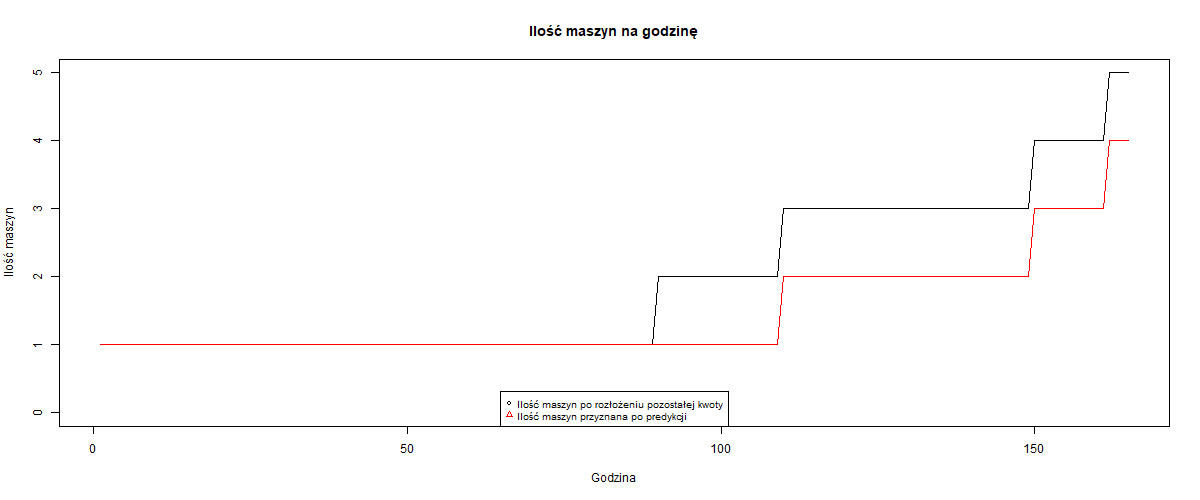 Ilość maszyn na godzinę
Ilość maszyn
5
4
3
2
1
0
Ilość maszyn po rozłożeniu pozostałej kwoty
Ilość maszyn przyznana po predykcji
0 50 100 150
Godzina